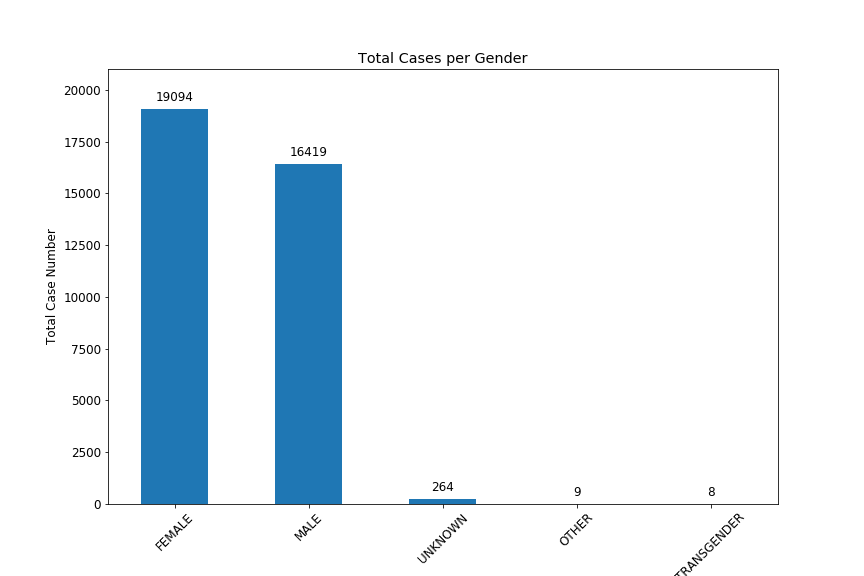 Total Cases per Gender
Total Case Number
20000
17500
15000
12500
10000
7500
5000
2500
0
19094
16419
264
9
8
FEMALE
MALE
UNKNOWN
OTHER
TRANSGENDER